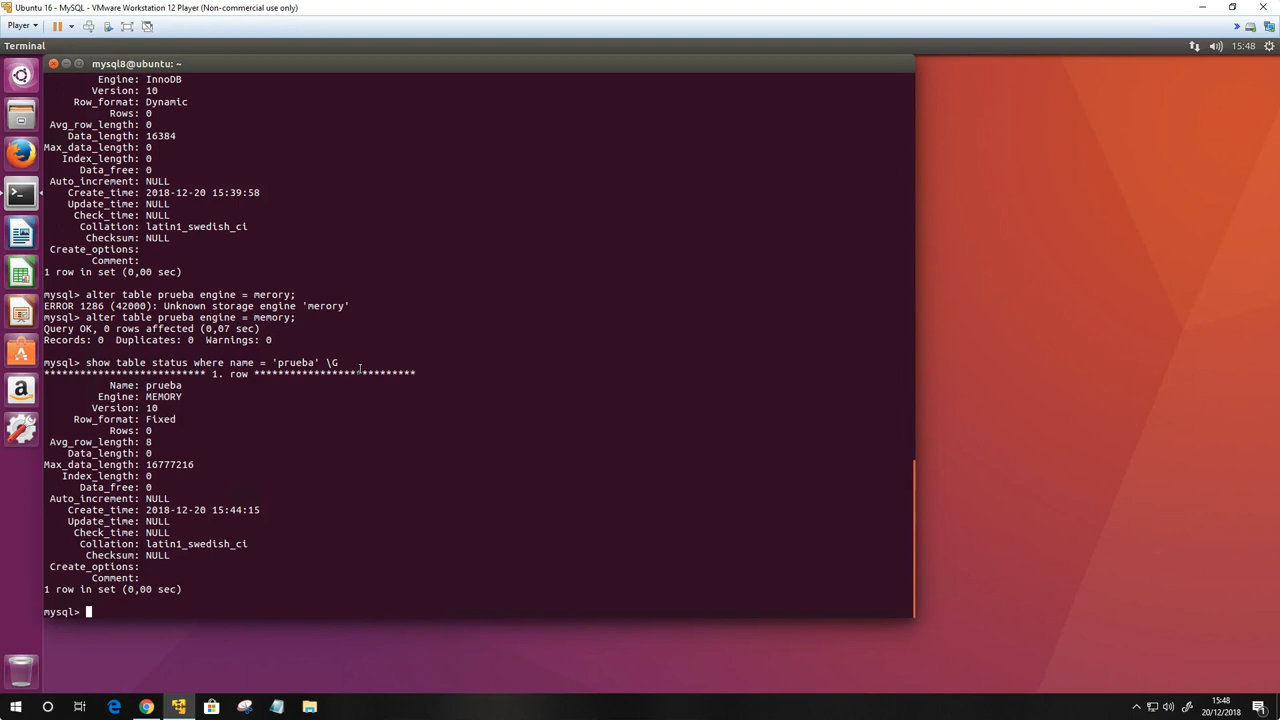 Ubuntu 16 - MySQL - VMware Workstation 12 Player (Non-commercial use only)
Player
Terminal
15:48
mysql8@ubuntu: ~
Engine: InnoDB
Version: 10
Row_format: Dynamic
Rows: 0
Avg_row_length: 0
Data_length: 16384
Max_data_length: 0
Index_length: 0
Data_free: 0
Auto_increment: NULL
Create_time: 2018-12-20 15:39:58
Update_time: NULL
Check_time: NULL
Collation: latin1_swedish_ci
Checksum: NULL
Create_options:
Comment:
1 row in set (0,00 sec)
mysql> alter table prueba engine = merory;
ERROR 1286 (42000): Unknown storage engine 'merory'
mysql> alter table prueba engine = memory;
Query OK, 0 rows affected (0,07 sec)
Records: 0  Duplicates: 0  Warnings: 0
mysql> show table status where name = 'prueba' \G
*************************** 1. row ***************************
Name: prueba
Engine: MEMORY
Version: 10
Row_format: Fixed
Rows: 0
Avg_row_length: 8
Data_length: 0
Max_data_length: 16777216
Index_length: 0
Data_free: 0
Auto_increment: NULL
Create_time: 2018-12-20 15:44:15
Update_time: NULL
Check_time: NULL
Collation: latin1_swedish_ci
Checksum: NULL
Create_options:
Comment:
1 row in set (0,00 sec)
mysql>
15:48
20/12/2018